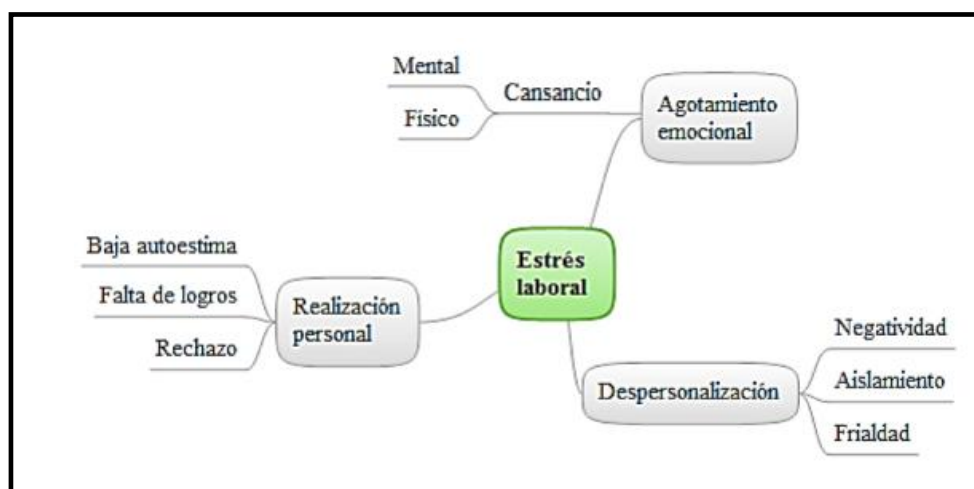 Mental
Físico
Cansancio
Agotamiento
emocional
Estrés
laboral
Baja autoestima
Falta de logros
Rechazo
Realización
personal
Despersonalización
Negatividad
Aislamiento
Frialdad